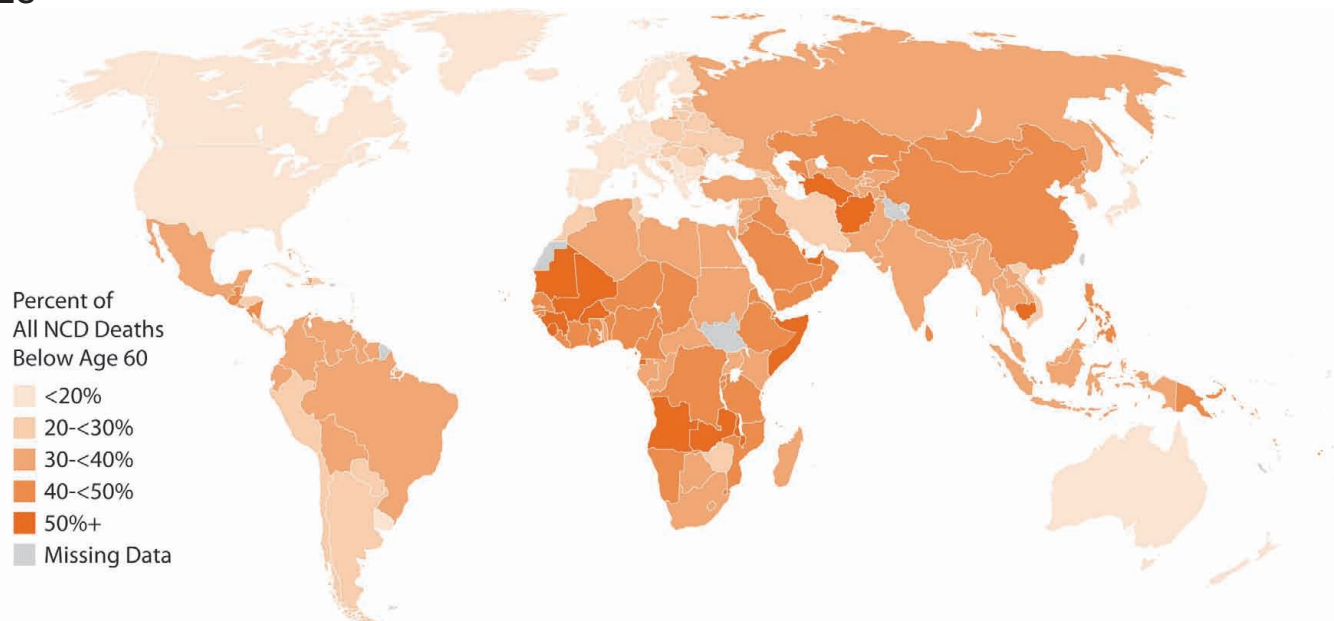 Percent of
All NCD Deaths
Below Age 60
<20%
20-<30%
30-<40%
40-<50%
50%+
Missing Data